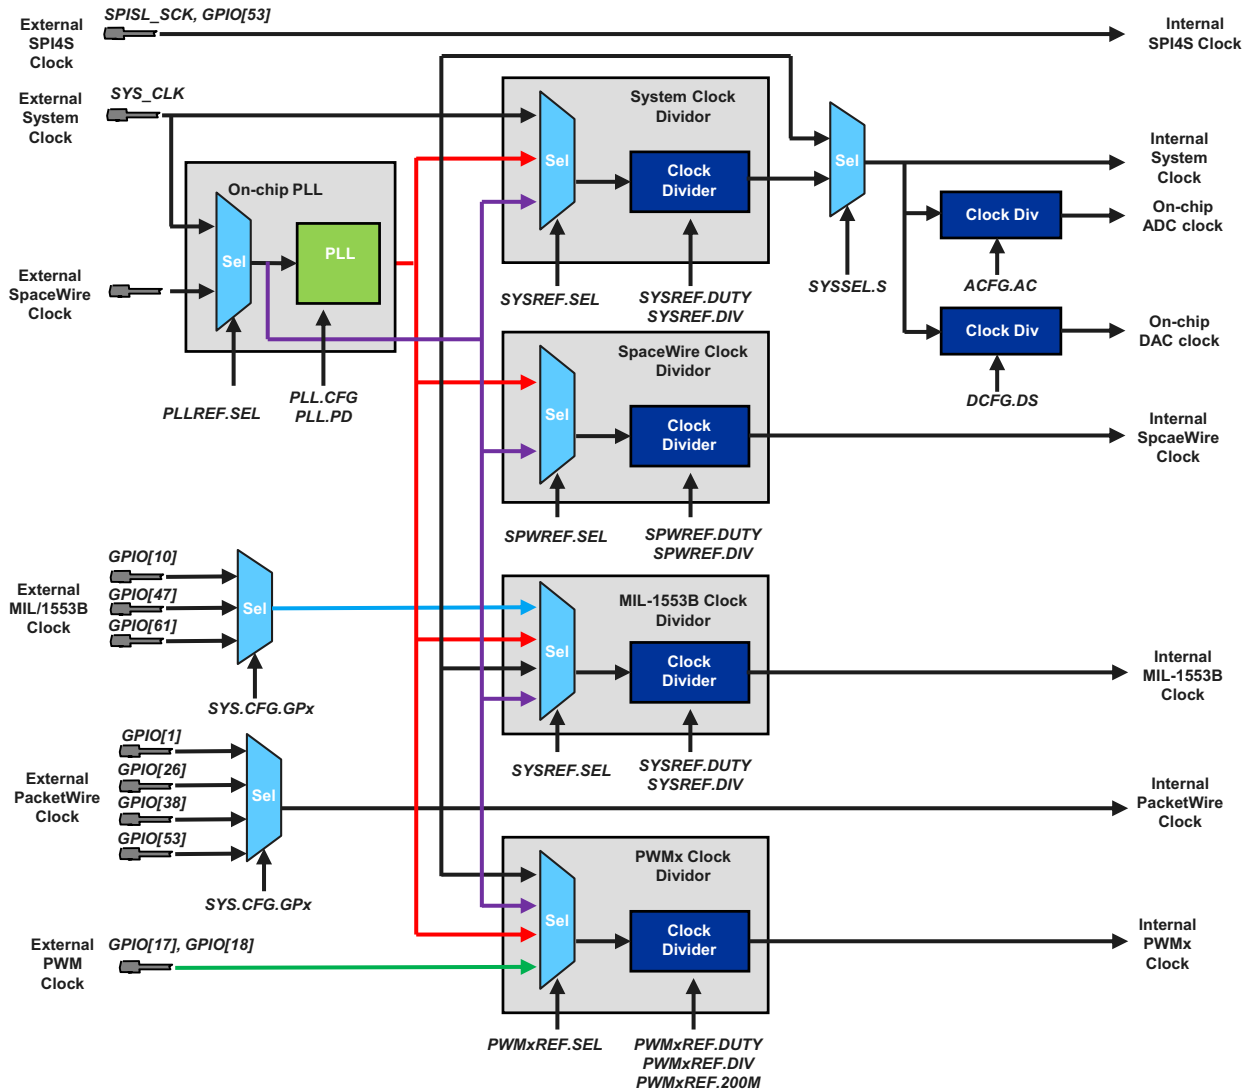 External
SPI4S
Clock
SPISL_SCK, GPIO[53]
Internal
SPI4S Clock
External
System
Clock
SYS_CLK
System Clock
Dividor
Sel
Clock
Divider
SYSREF.SEL
SYSREF.DUTY
SYSREF.DIV
Sel
SYSSEL.S
Internal
System
Clock
Clock Div
ACFG.AC
On-chip
ADC clock
Clock Div
DCFG.DS
On-chip
DAC clock
On-chip PLL
Sel
PLL
External
SpaceWire
Clock
PLLREF.SEL
PLL.CFG
PLL.PD
SpaceWire Clock
Dividor
Sel
Clock
Divider
SPWREF.SEL
SPWREF.DUTY
SPWREF.DIV
Internal
SpcaeWire
Clock
External
MIL/1553B
Clock
GPIO[10]
GPIO[47]
GPIO[61]
Sel
SYS.CFG.GPx
MIL-1553B Clock
Dividor
Sel
Clock
Divider
SYSREF.SEL
SYSREF.DUTY
SYSREF.DIV
Internal
MIL-1553B
Clock
External
PacketWire
Clock
GPIO[1]
GPIO[26]
GPIO[38]
GPIO[53]
Sel
SYS.CFG.GPx
Internal
PacketWire
Clock
External
PWM
Clock
GPIO[17], GPIO[18]
PWMx Clock
Dividor
Sel
Clock
Divider
PWMxREF.SEL
PWMxREF.DUTY
PWMxREF.DIV
PWMxREF.200M
Internal
PWMx
Clock